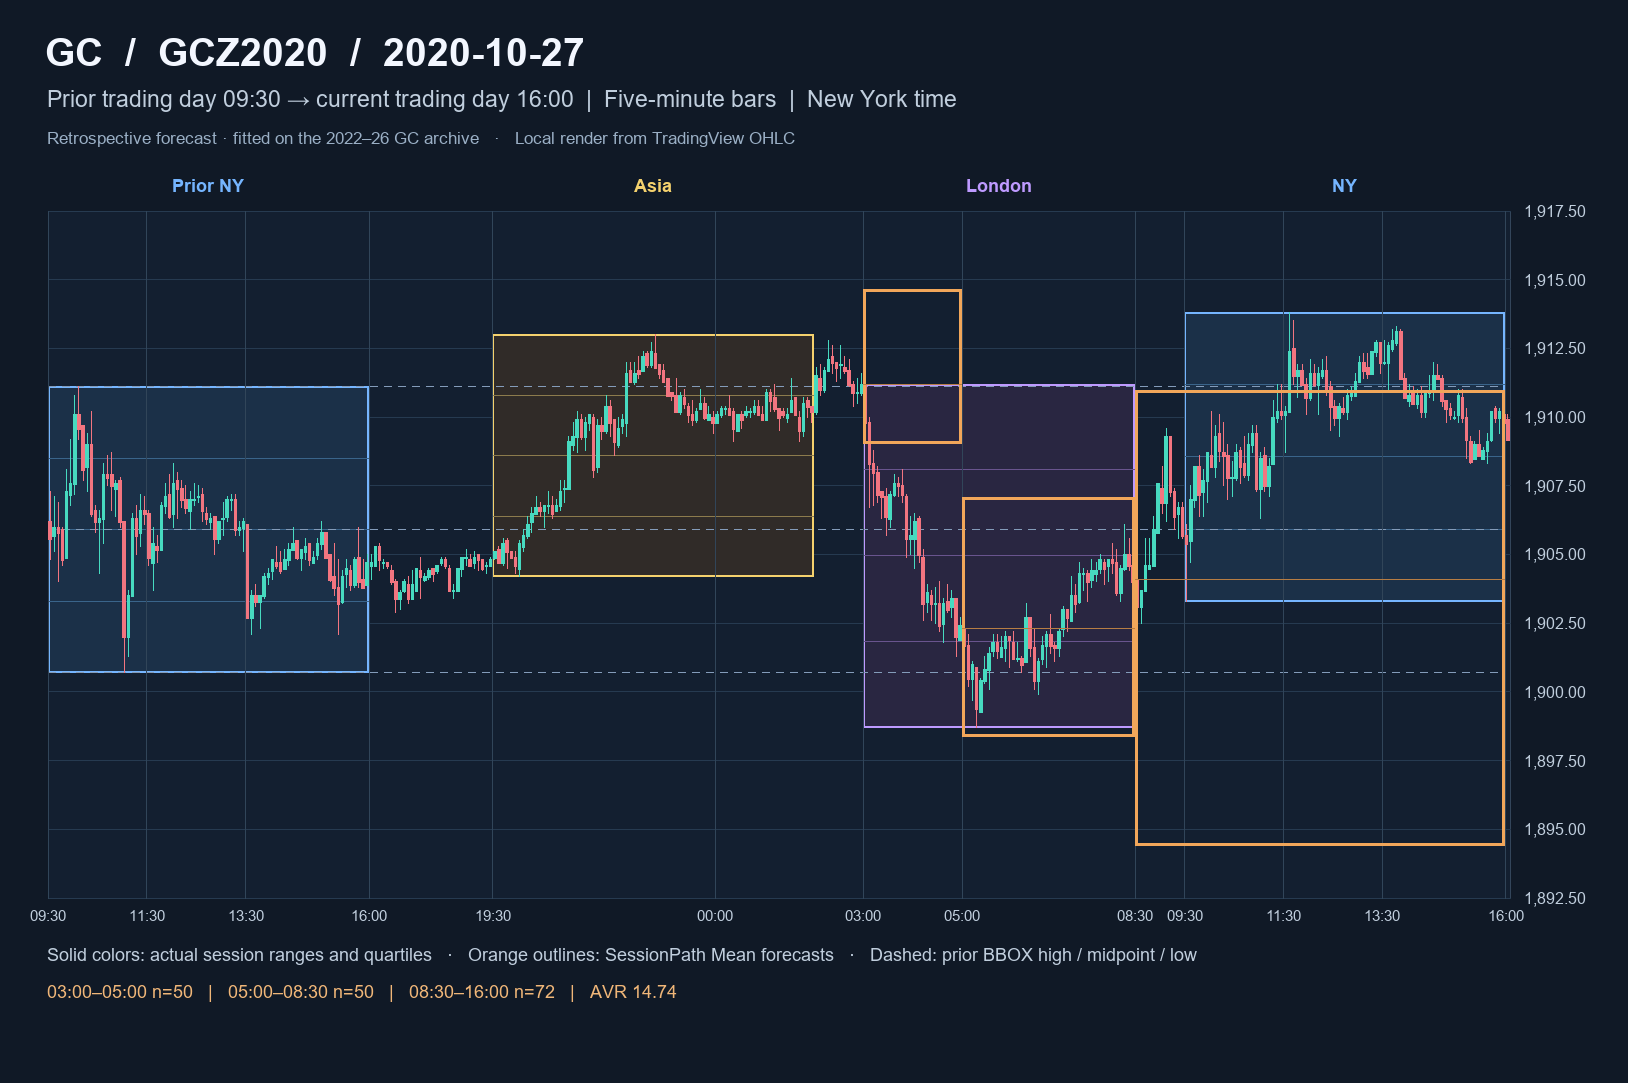 GC / GCZ2020 / 2020-10-27
Prior trading day 09:30 → current trading day 16:00 | Five-minute bars | New York time
Retrospective forecast · fitted on the 2022–26 GC archive · Local render from TradingView OHLC
Prior NY Asia London NY
1,917.50
1,915.00
1,912.50
1,910.00
1,907.50
1,905.00
1,902.50
1,900.00
1,897.50
1,895.00
1,892.50
09:30 11:30 13:30 16:00 19:30 00:00 03:00 05:00 08:30 09:30 11:30 13:30 16:00
Solid colors: actual session ranges and quartiles · Orange outlines: SessionPath Mean forecasts · Dashed: prior BBOX high / midpoint / low
03:00–05:00 n=50 | 05:00–08:30 n=50 | 08:30–16:00 n=72 | AVR 14.74